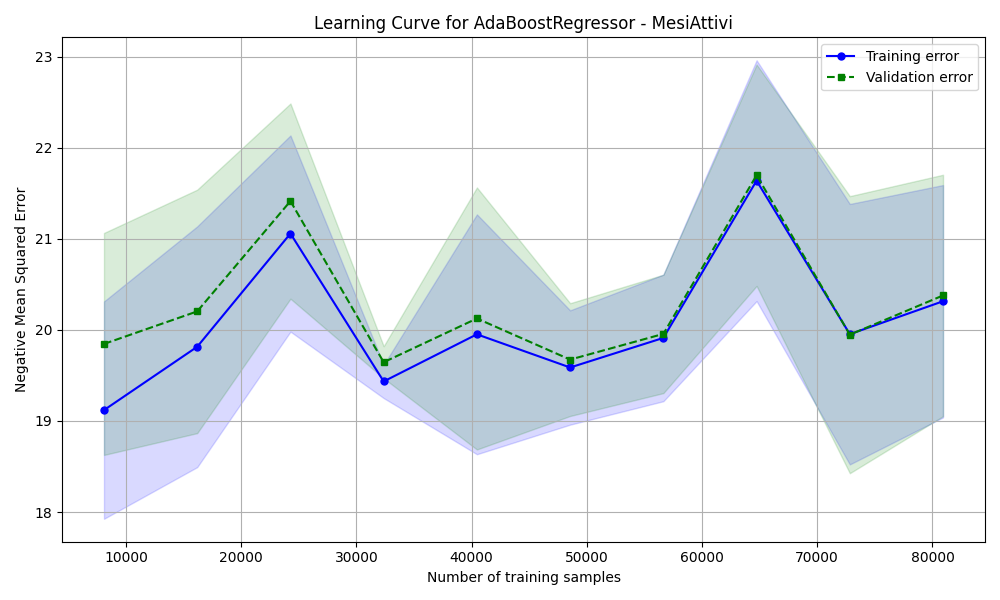 Learning Curve for AdaBoostRegressor - MesiAttivi
Training error
Validation error
Negative Mean Squared Error
23
22
21
20
19
18
10000 20000 30000 40000 50000 60000 70000 80000
Number of training samples